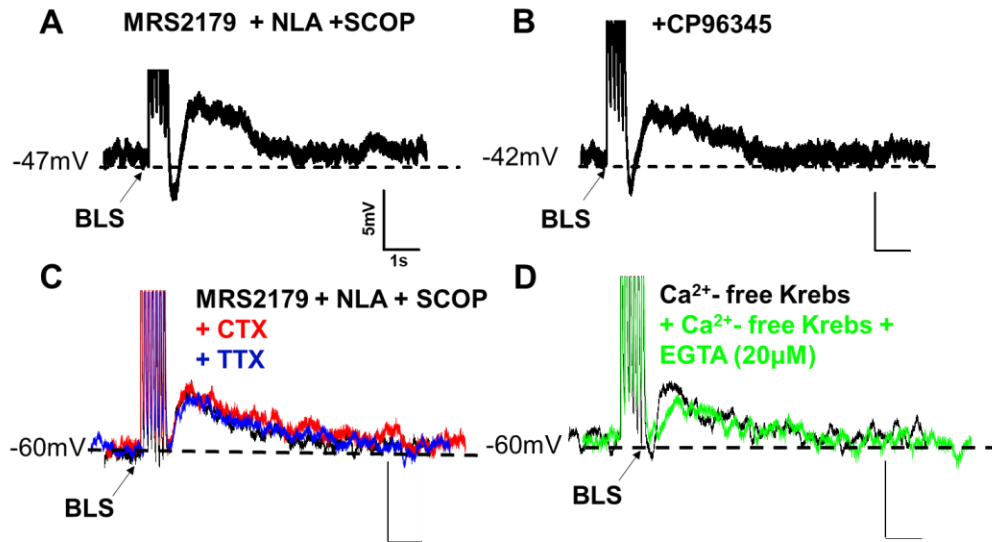 A
MRS2179 + NLA +SCOP
-47mV
BLS
5mV
1s
B
+CP96345
-42mV
BLS
C
MRS2179 + NLA + SCOP
+ CTX
+ TTX
-60mV
BLS
D
Ca²⁺- free Krebs
+ Ca²⁺- free Krebs +
EGTA (20µM)
-60mV
BLS